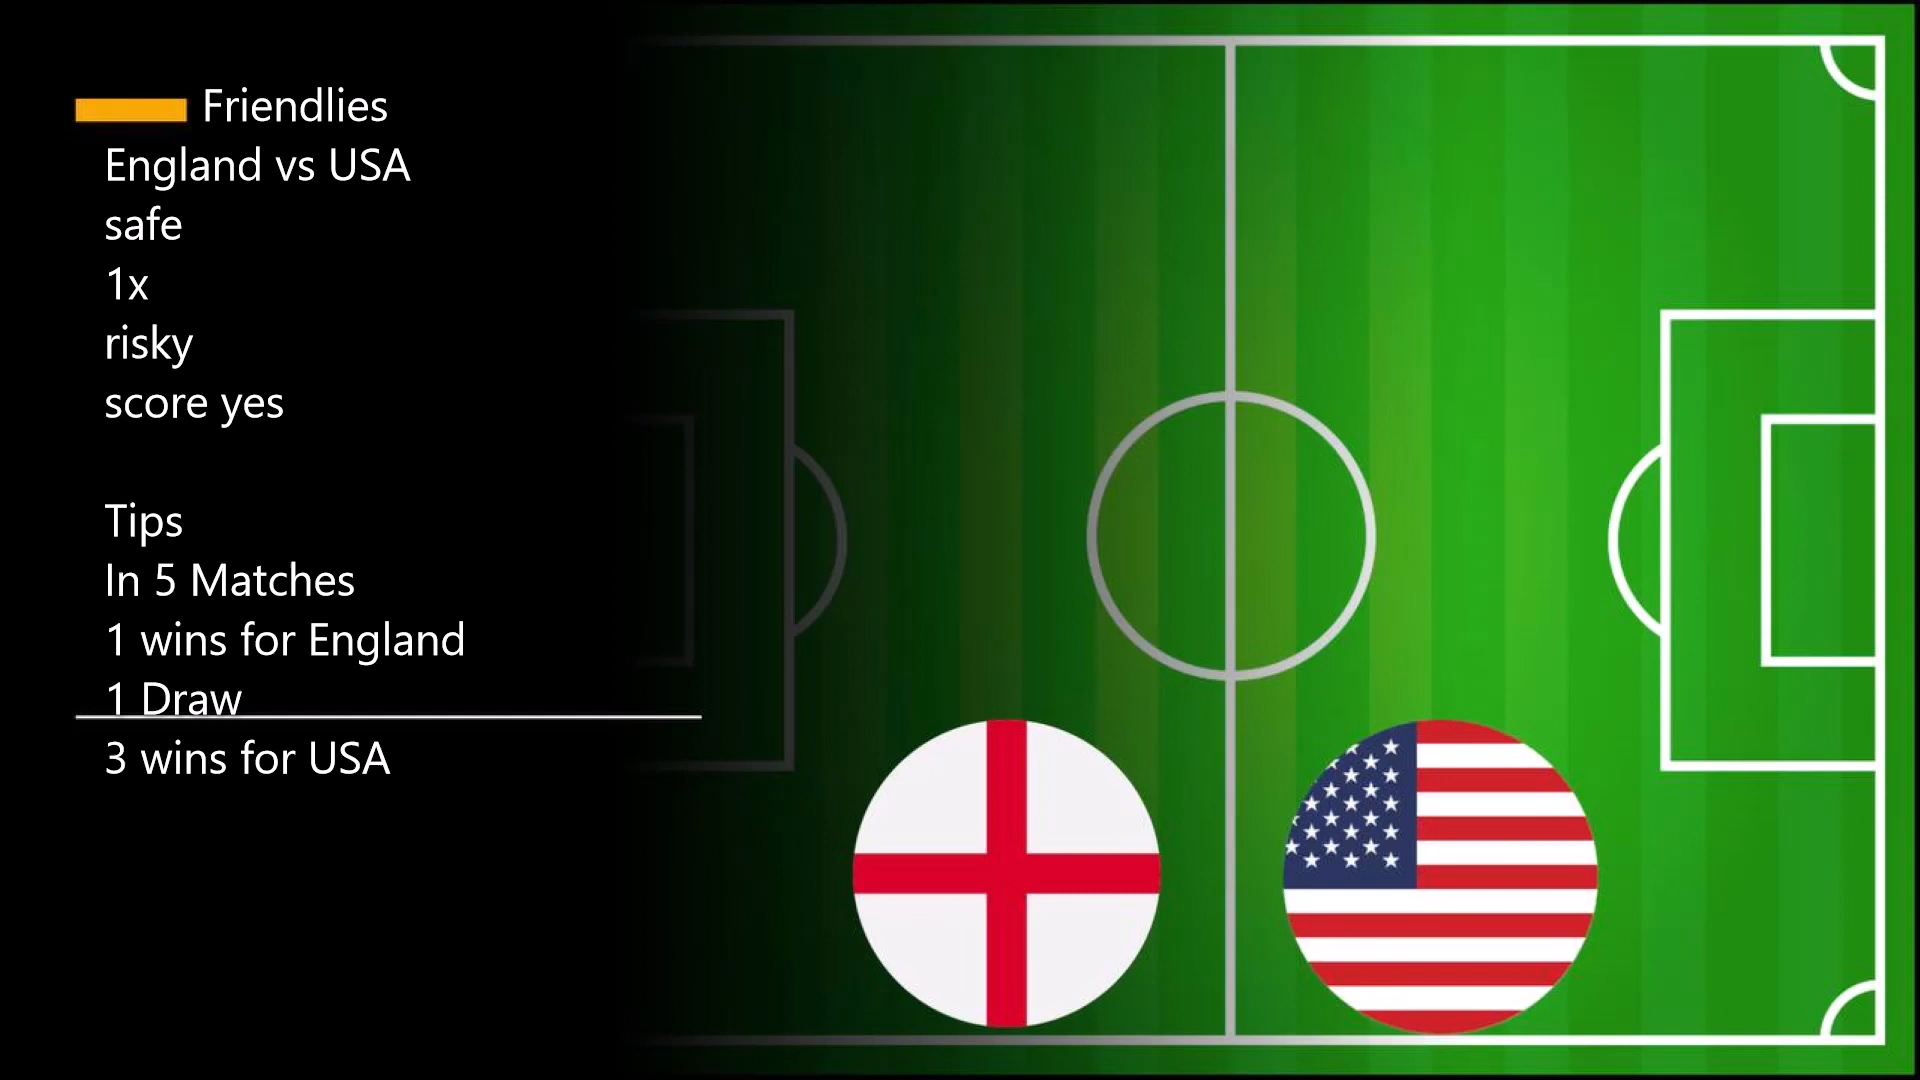 Friendlies
England vs USA
safe
1x
risky
score yes
Tips
In 5 Matches
1 wins for England
1 Draw
3 wins for USA